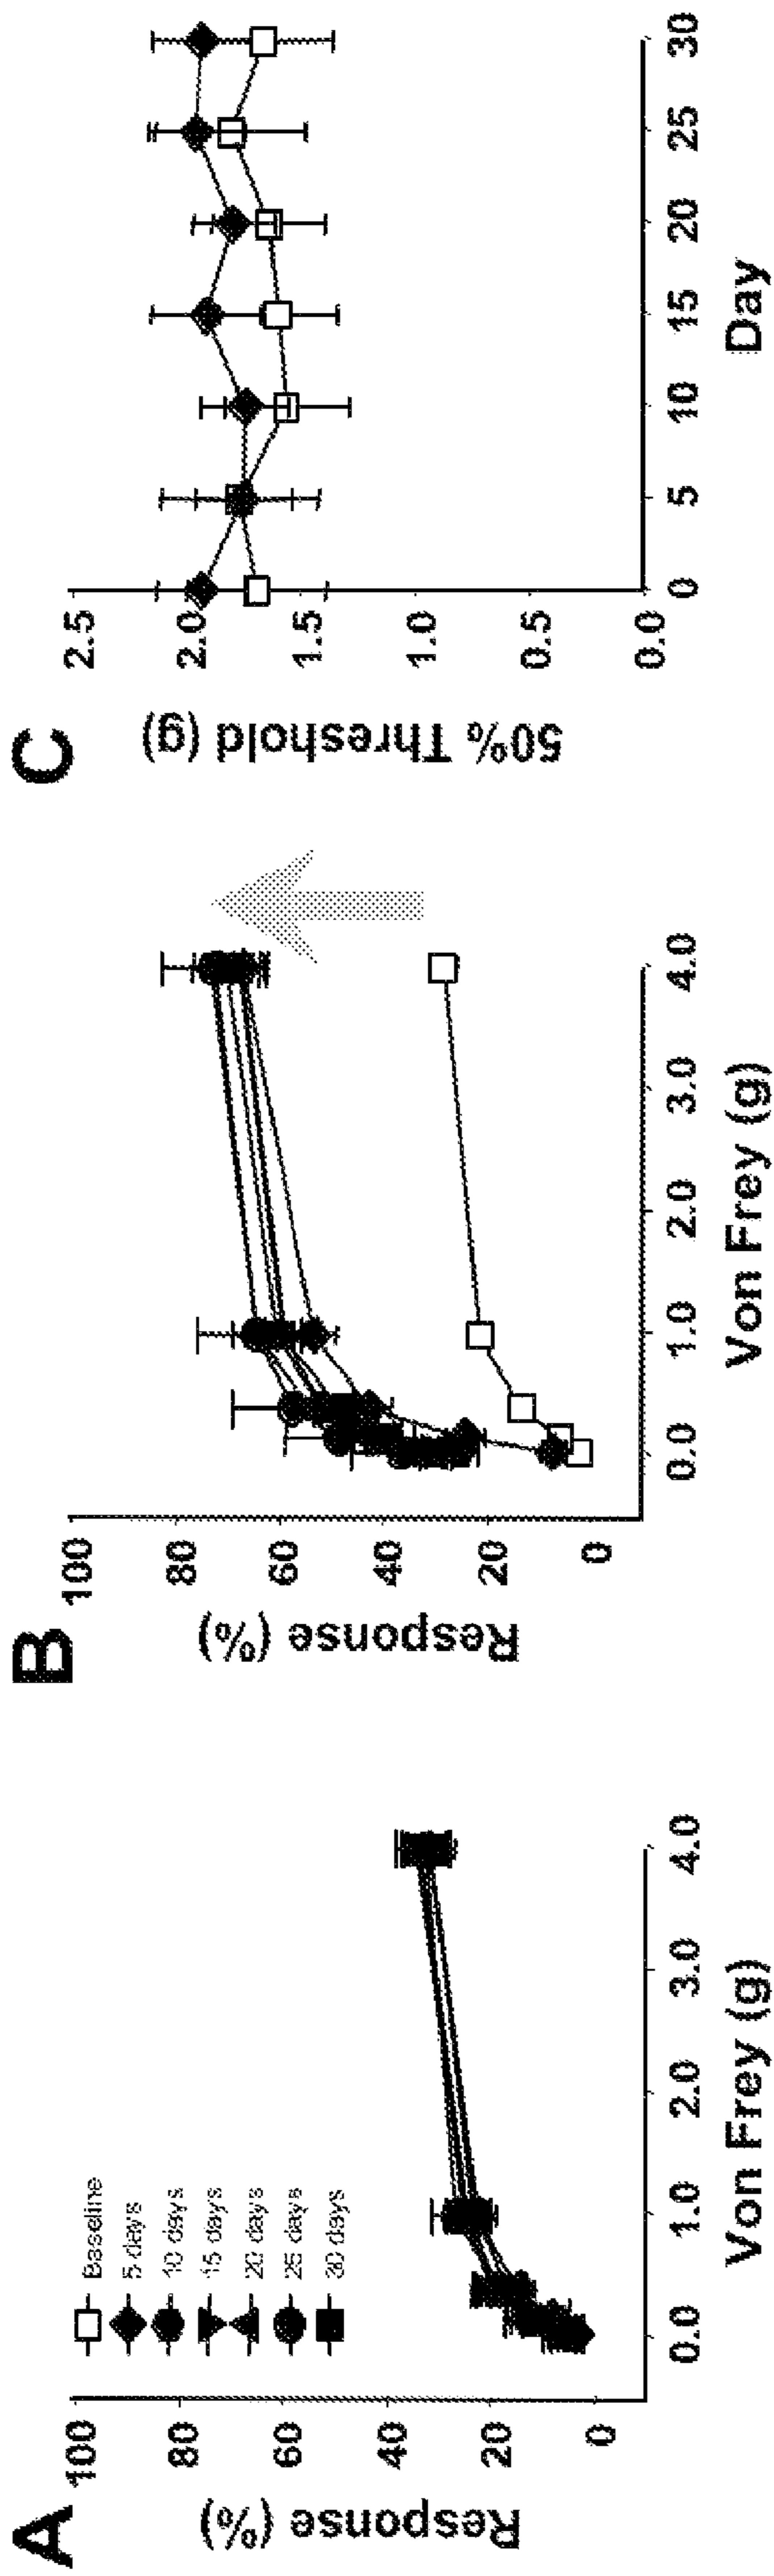 A
Response (%)
100
80
60
40
20
0
Baseline
5 days
10 days
15 days
20 days
25 days
30 days
0.0
1.0
2.0
3.0
4.0
Von Frey (g)
B
Response (%)
100
80
60
40
20
0
0.0
1.0
2.0
3.0
4.0
Von Frey (g)
C
50% Threshold (g)
2.5
2.0
1.5
1.0
0.5
0.0
0
5
10
15
20
25
30
Day